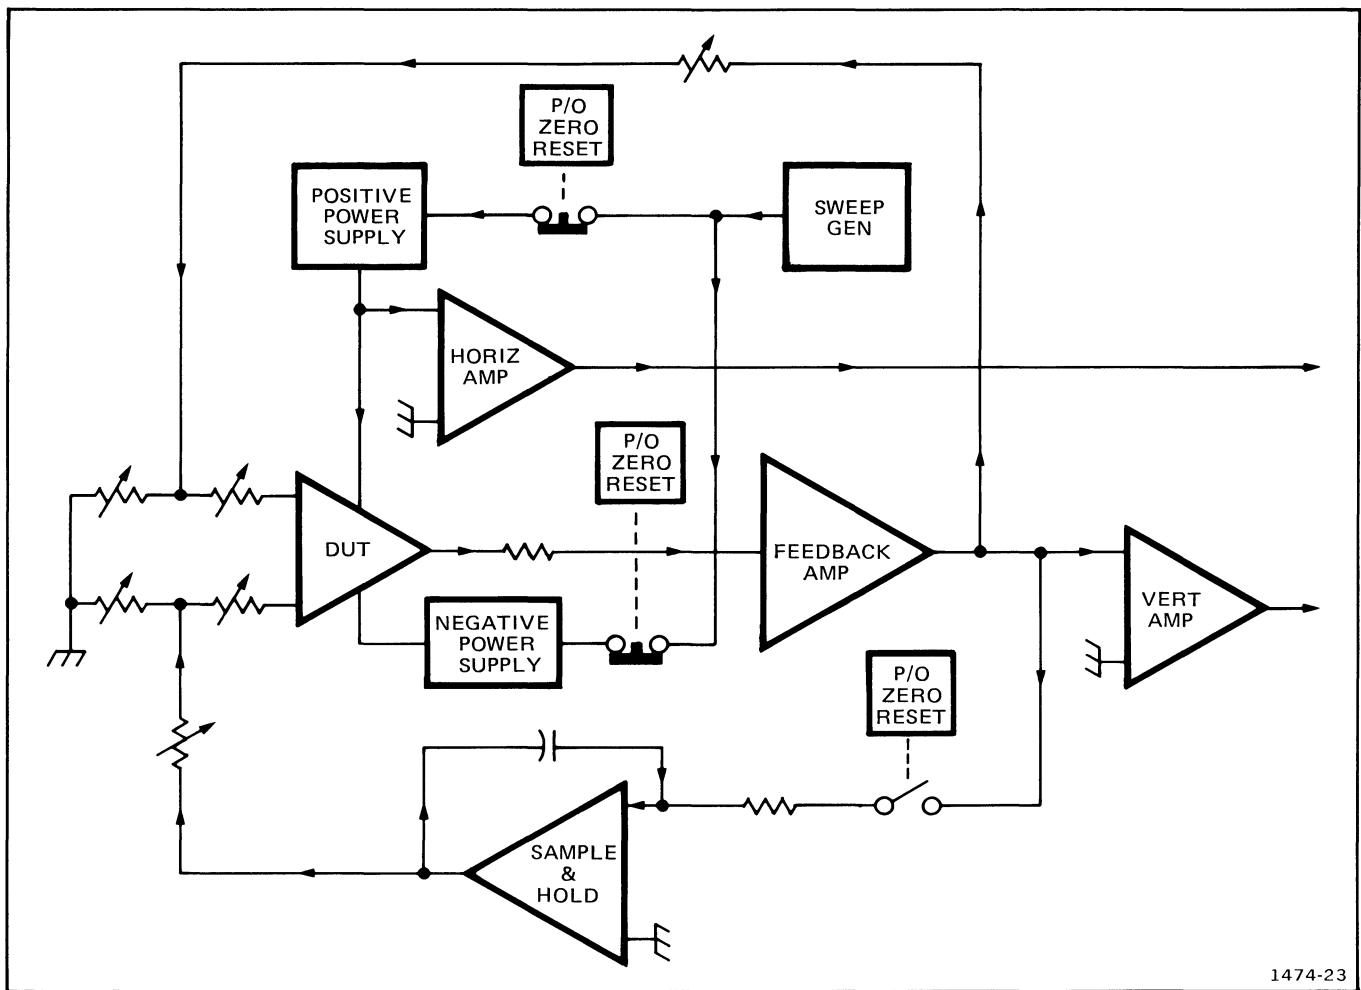 P/O
ZERO
RESET
POSITIVE
POWER
SUPPLY
SWEEP
GEN
HORIZ
AMP
P/O
ZERO
RESET
DUT
FEEDBACK
AMP
NEGATIVE
POWER
SUPPLY
VERT
AMP
P/O
ZERO
RESET
SAMPLE
&
HOLD
1474-23